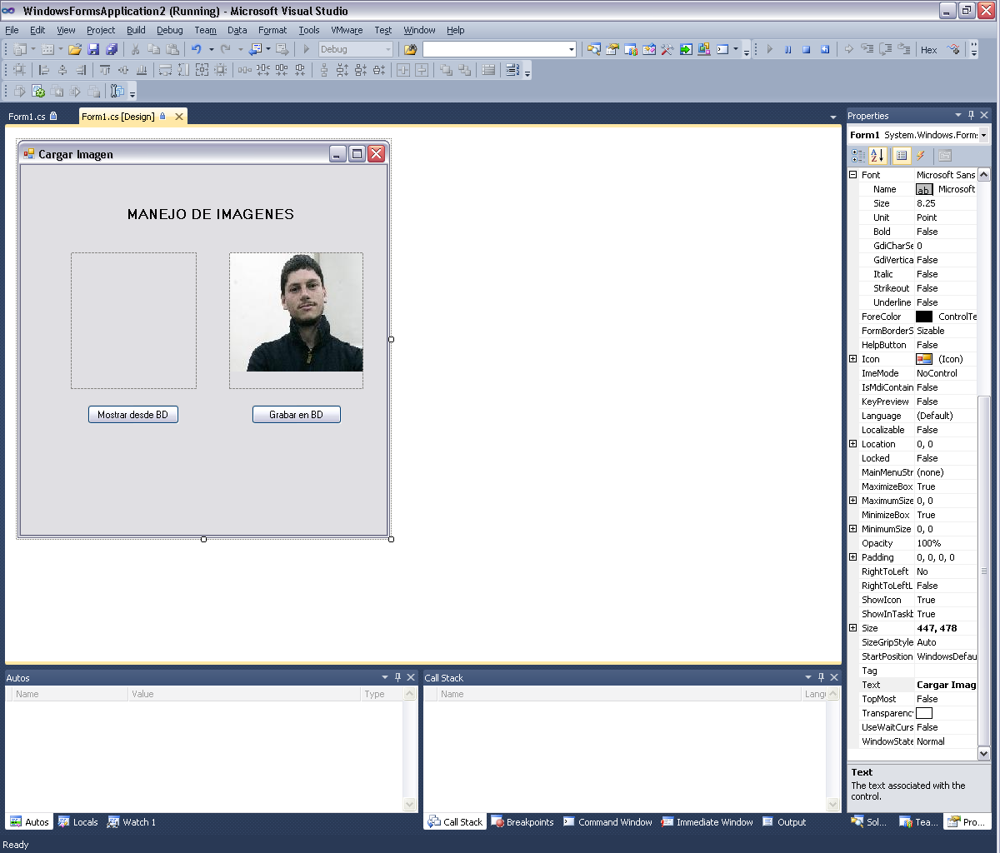 WindowsFormsApplication2 (Running) - Microsoft Visual Studio
File Edit View Project Build Debug Team Data Format Tools VMware Test Window Help
Debug
Hex
Form1.cs
Form1.cs [Design]
Cargar Imagen
MANEJO DE IMAGENES
Mostrar desde BD
Grabar en BD
Autos
Name Value Type
Autos Locals Watch 1
Call Stack
Name Langu
Call Stack Breakpoints Command Window Immediate Window Output
Properties
Form1 System.Windows.Forms
Font Microsoft Sans
Name ab Microsoft
Size 8.25
Unit Point
Bold False
GdiCharSe 0
GdiVertica False
Italic False
Strikeout False
Underline False
ForeColor ControlTe
FormBorderS Sizable
HelpButton False
Icon (Icon)
ImeMode NoControl
IsMdiContain False
KeyPreview False
Language (Default)
Localizable False
Location 0, 0
Locked False
MainMenuStr (none)
MaximizeBox True
MaximumSize 0, 0
MinimizeBox True
MinimumSize 0, 0
Opacity 100%
Padding 0, 0, 0, 0
RightToLeft No
RightToLeftL False
ShowIcon True
ShowInTaskb True
Size 447, 478
SizeGripStyle Auto
StartPosition WindowsDefau
Tag
Text Cargar Imag
TopMost False
Transparenc
UseWaitCurs False
WindowState Normal
Text
The text associated with the
control.
Sol... Tea... Pro...
Ready